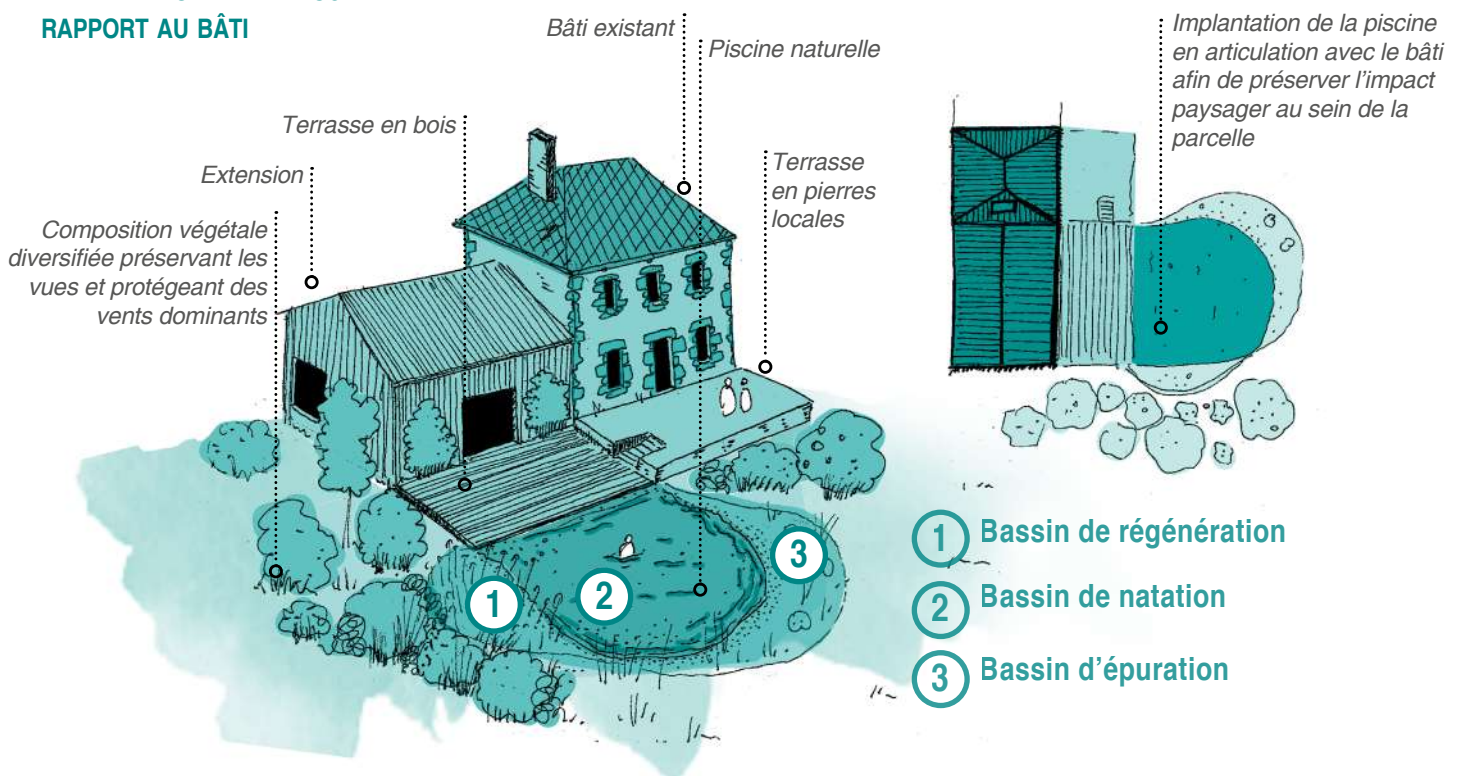 RAPPORT AU BÂTI
Bâti existant
Piscine naturelle
Terrasse en bois
Extension
Composition végétale
diversifiée préservant les
vues et protégeant des
vents dominants
Terrasse
en pierres
locales
Implantation de la piscine
en articulation avec le bâti
afin de préserver l’impact
paysager au sein de la
parcelle
1
2
3
1 Bassin de régénération
2 Bassin de natation
3 Bassin d’épuration